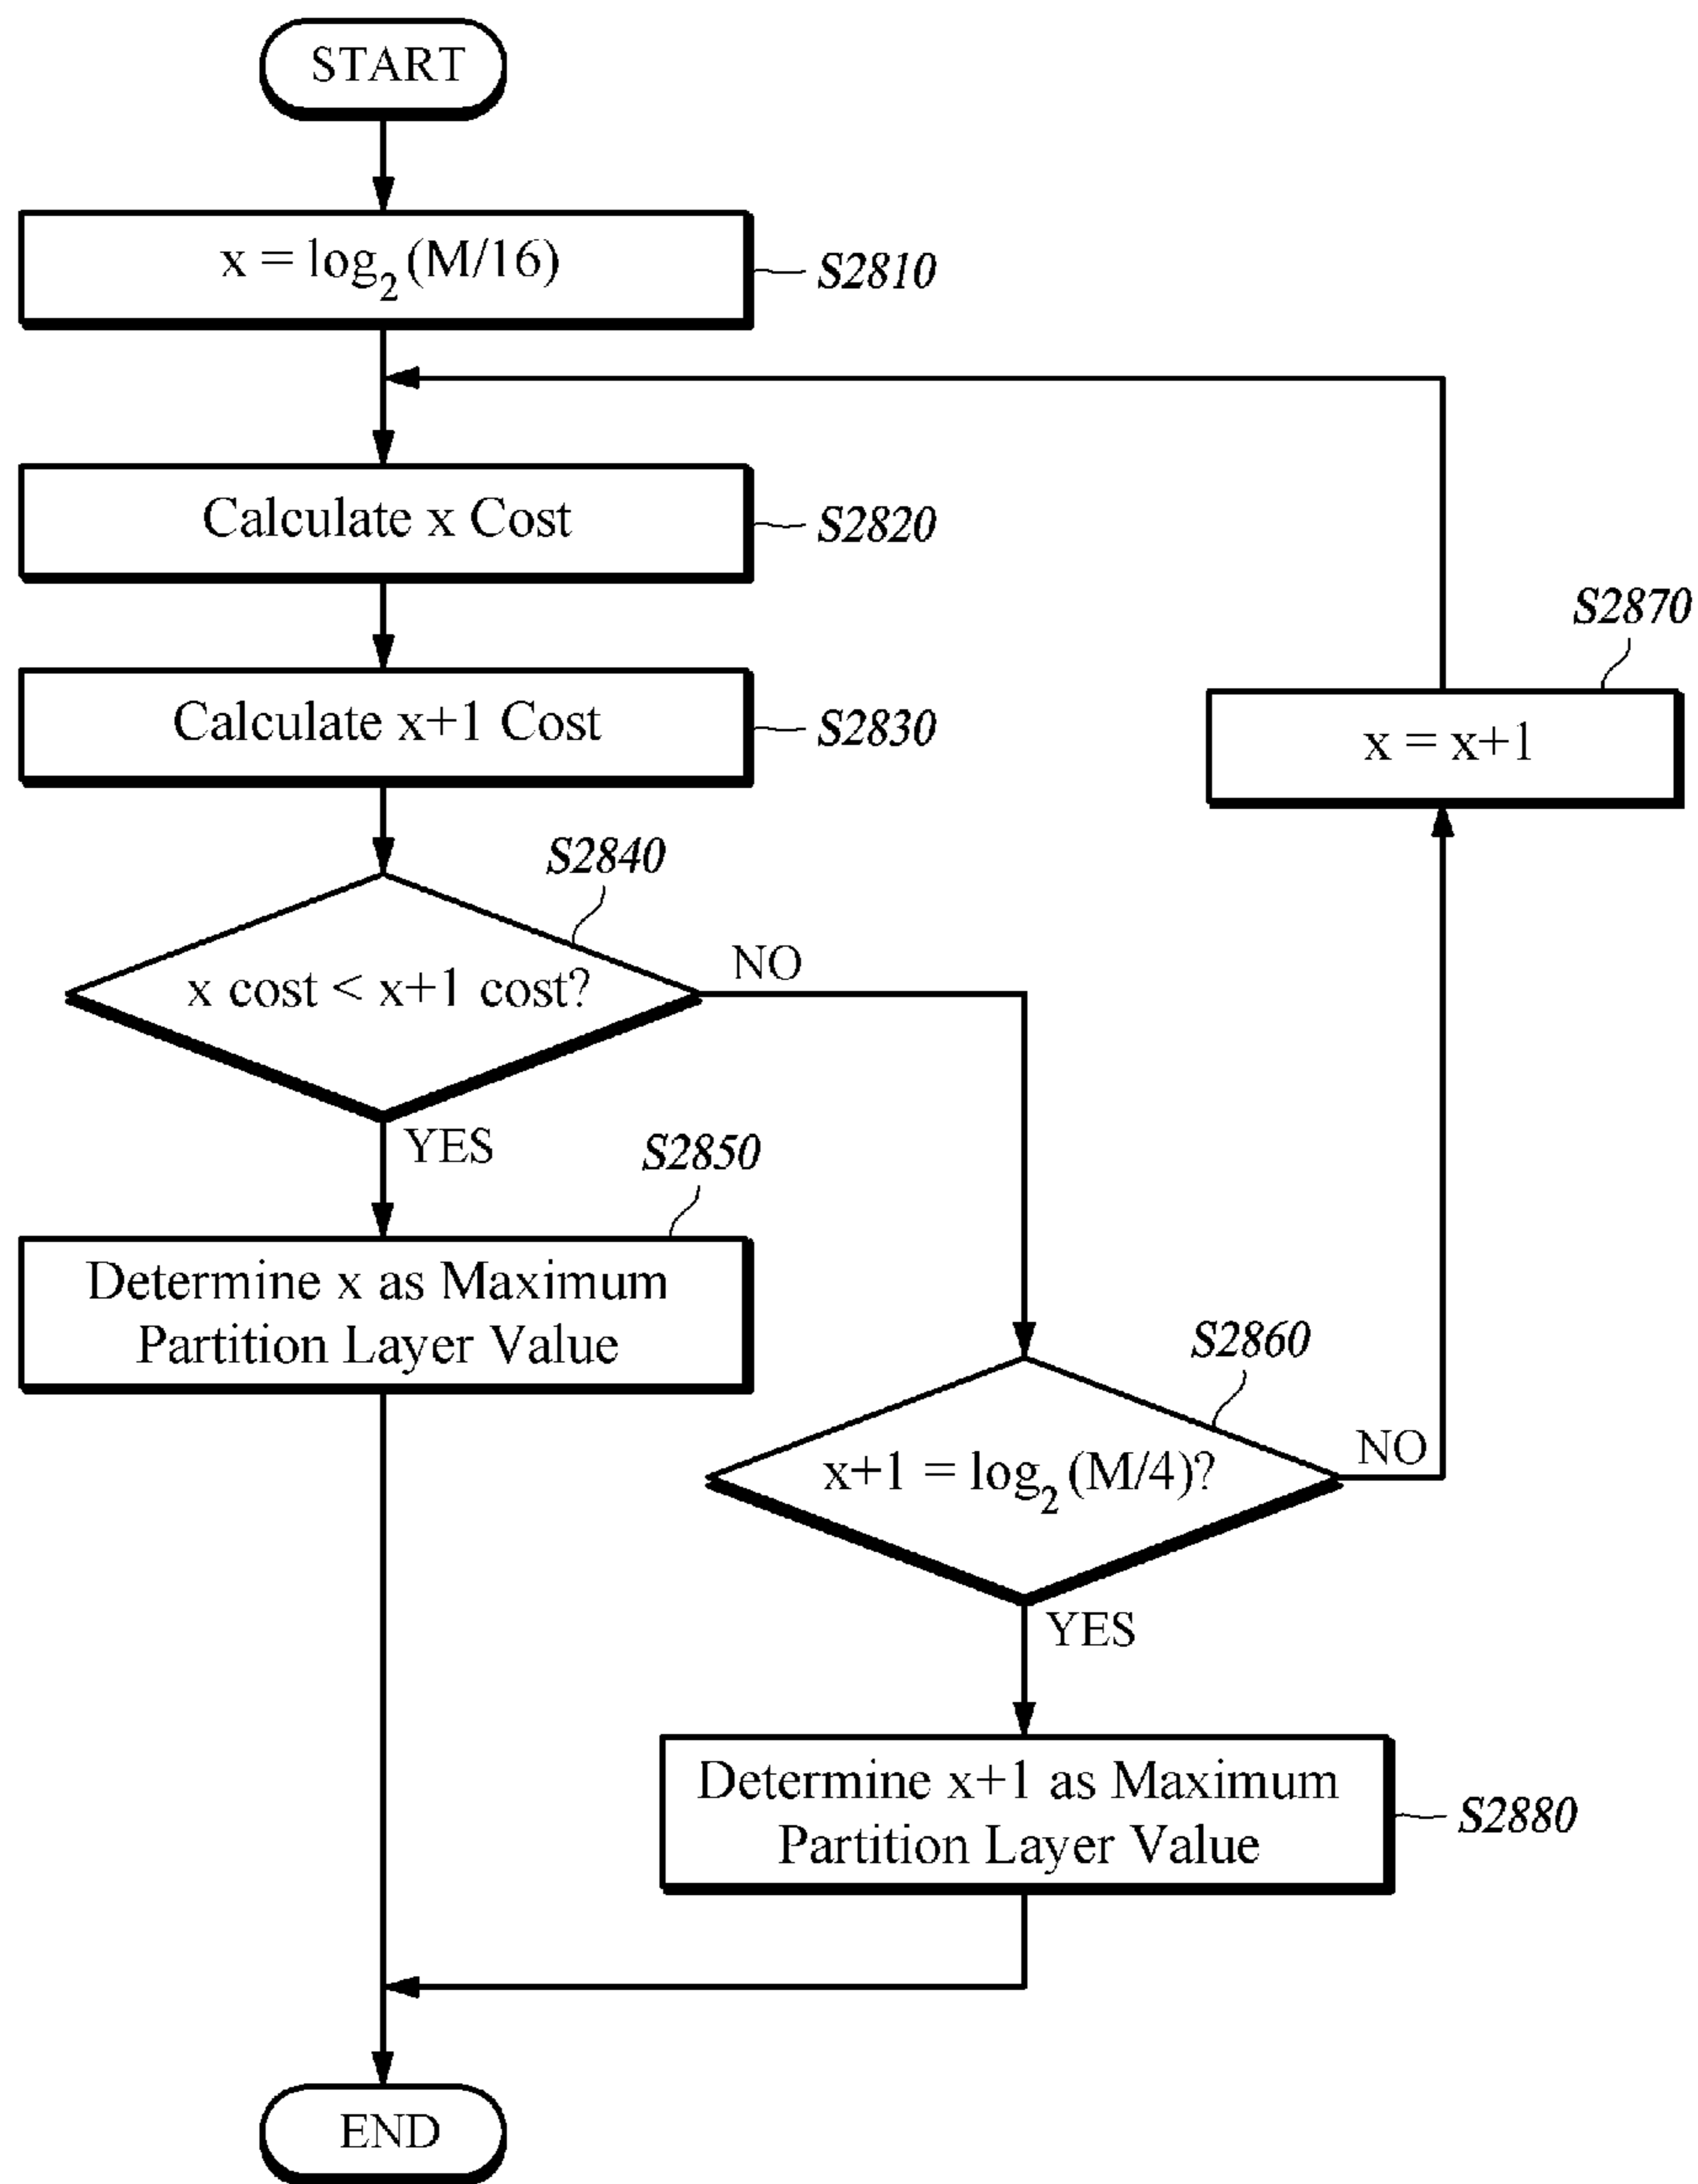 START
x = log2 (M/16)
S2810
Calculate x Cost
S2820
Calculate x+1 Cost
S2830
S2870
x = x+1
S2840
x cost < x+1 cost?
NO
YES
S2850
Determine x as Maximum
Partition Layer Value
S2860
x+1 = log2 (M/4)?
NO
YES
Determine x+1 as Maximum
Partition Layer Value
S2880
END